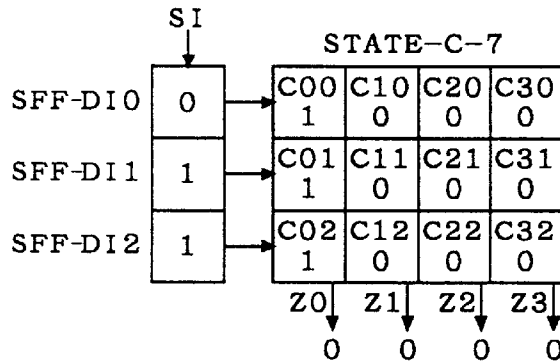 SI
STATE-C-7
SFF-DI0 0 C00 C10 C20 C30
1 0 0 0
SFF-DI1 1 C01 C11 C21 C31
1 0 0 0
SFF-DI2 1 C02 C12 C22 C32
1 0 0 0
Z0 Z1 Z2 Z3
0 0 0 0